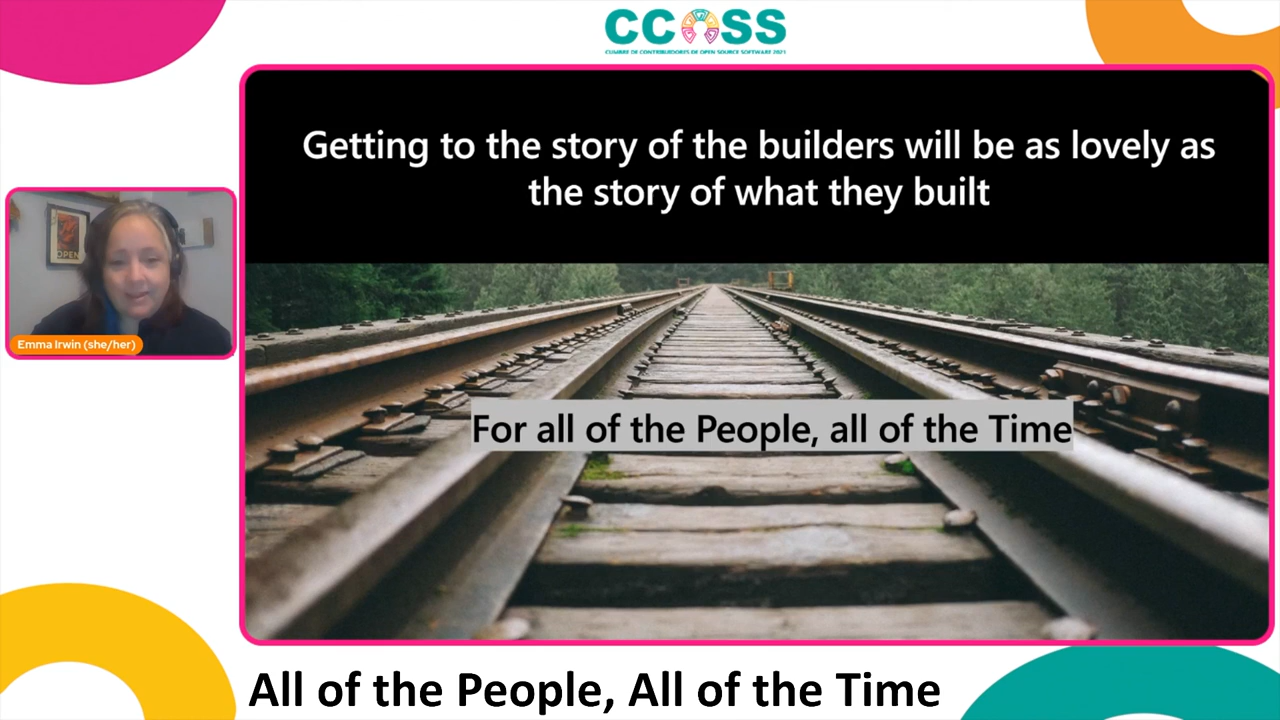 CCOSS
CUMBRE DE CONTRIBUIDORES DE OPEN SOURCE SOFTWARE 2021
Getting to the story of the builders will be as lovely as
the story of what they built
OPEN
Emma Irwin (she/her)
For all of the People, all of the Time
All of the People, All of the Time